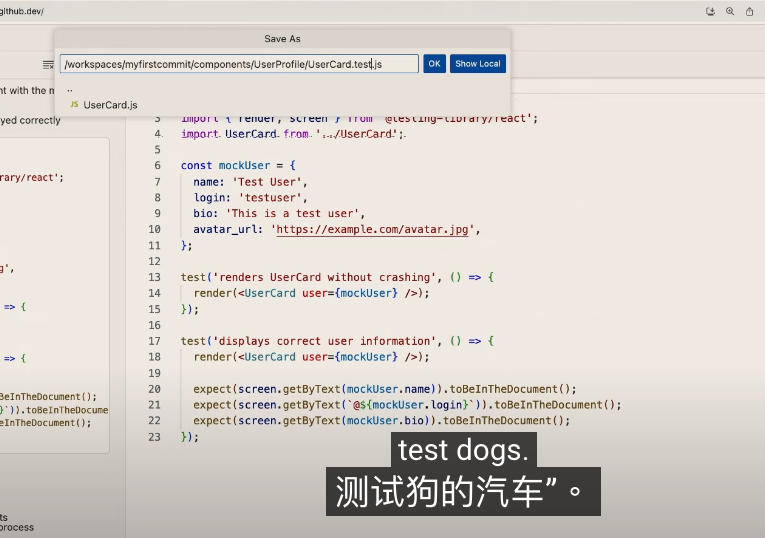 github.dev/
Save As
/workspaces/myfirstcommit/components/UserProfile/UserCard.test.js
OK
Show Local
..
JS UserCard.js
nt with the n
yed correctly
rary/react';
g',
=> {
=> {
BeInTheDocument();
}`)).toBeInTheDocume
eInTheDocument();
ts
process
3 import { render, screen } from '@testing-library/react';
4 import UserCard from '../UserCard';
5
6 const mockUser = {
7 name: 'Test User',
8 login: 'testuser',
9 bio: 'This is a test user',
10 avatar_url: 'https://example.com/avatar.jpg',
11 };
12
13 test('renders UserCard without crashing', () => {
14 render(<UserCard user={mockUser} />);
15 });
16
17 test('displays correct user information', () => {
18 render(<UserCard user={mockUser} />);
19
20 expect(screen.getByText(mockUser.name)).toBeInTheDocument();
21 expect(screen.getByText(`@${mockUser.login}`)).toBeInTheDocument();
22 expect(screen.getByText(mockUser.bio)).toBeInTheDocument();
23 });
test dogs.
测试狗的汽车”。